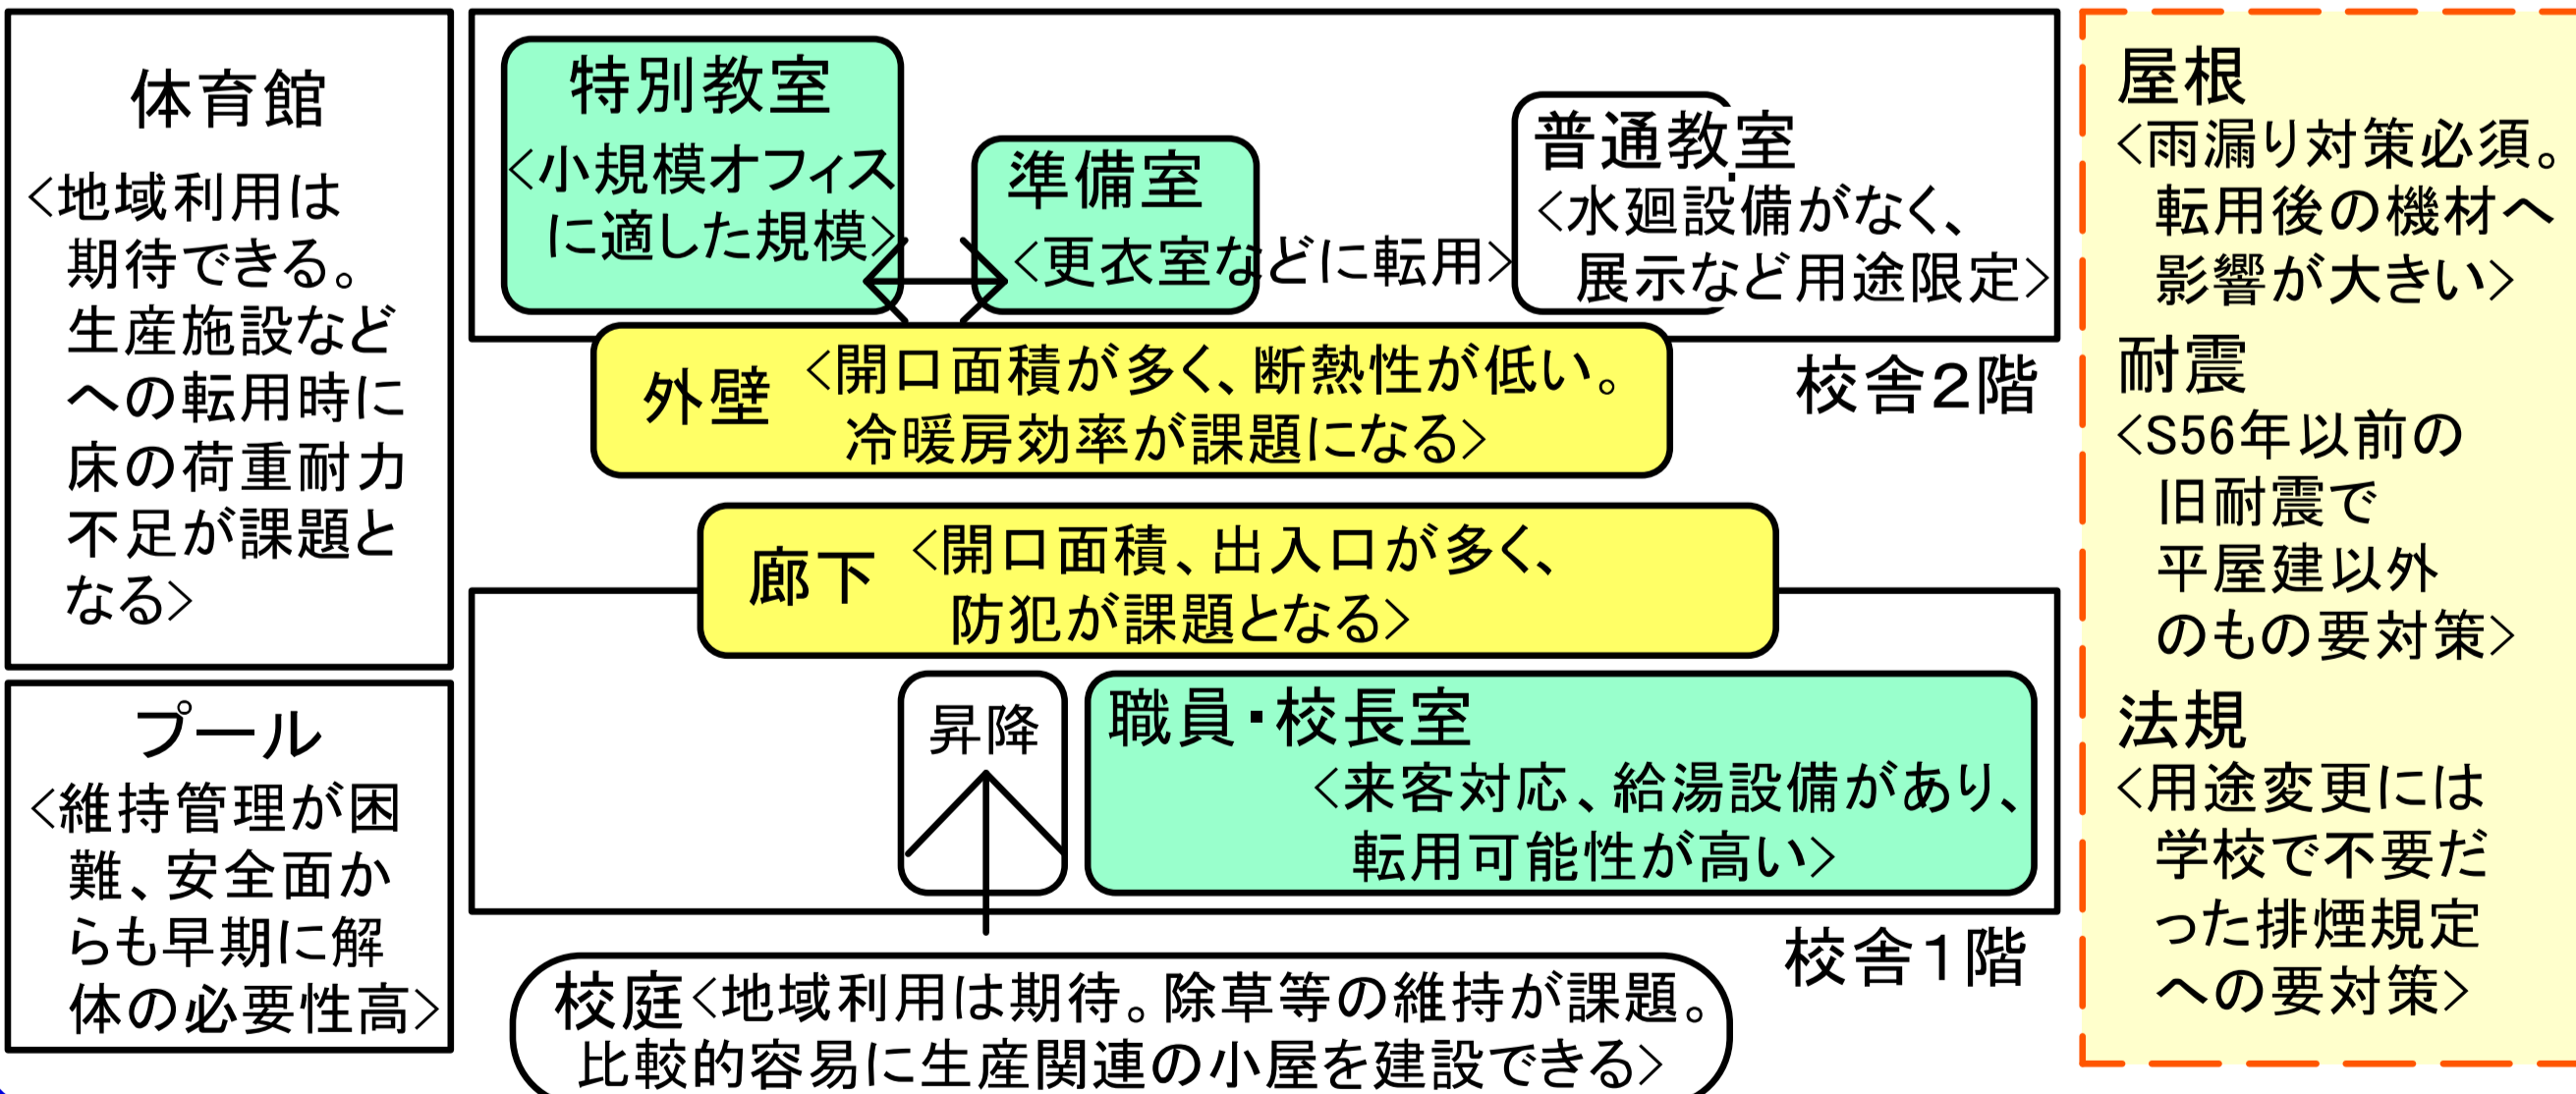 体育館
<地域利用は
期待できる。
生産施設など
への転用時に
床の荷重耐力
不足が課題と
なる>
プール
<維持管理が困
難、安全面か
らも早期に解
体の必要性高>
特別教室
<小規模オフィス
に適した規模>
準備室
<更衣室などに転用>
普通教室
<水廻設備がなく、
展示など用途限定>
外壁 <開口面積が多く、断熱性が低い。
冷暖房効率が課題になる>
校舎2階
廊下 <開口面積、出入口が多く、
防犯が課題となる>
昇降
職員・校長室
<来客対応、給湯設備があり、
転用可能性が高い>
校舎1階
校庭<地域利用は期待。除草等の維持が課題。
比較的容易に生産関連の小屋を建設できる>
屋根
<雨漏り対策必須。
転用後の機材へ
影響が大きい>
耐震
<S56年以前の
旧耐震で
平屋建以外
のもの要対策>
法規
<用途変更には
学校で不要だ
った排煙規定
への要対策>